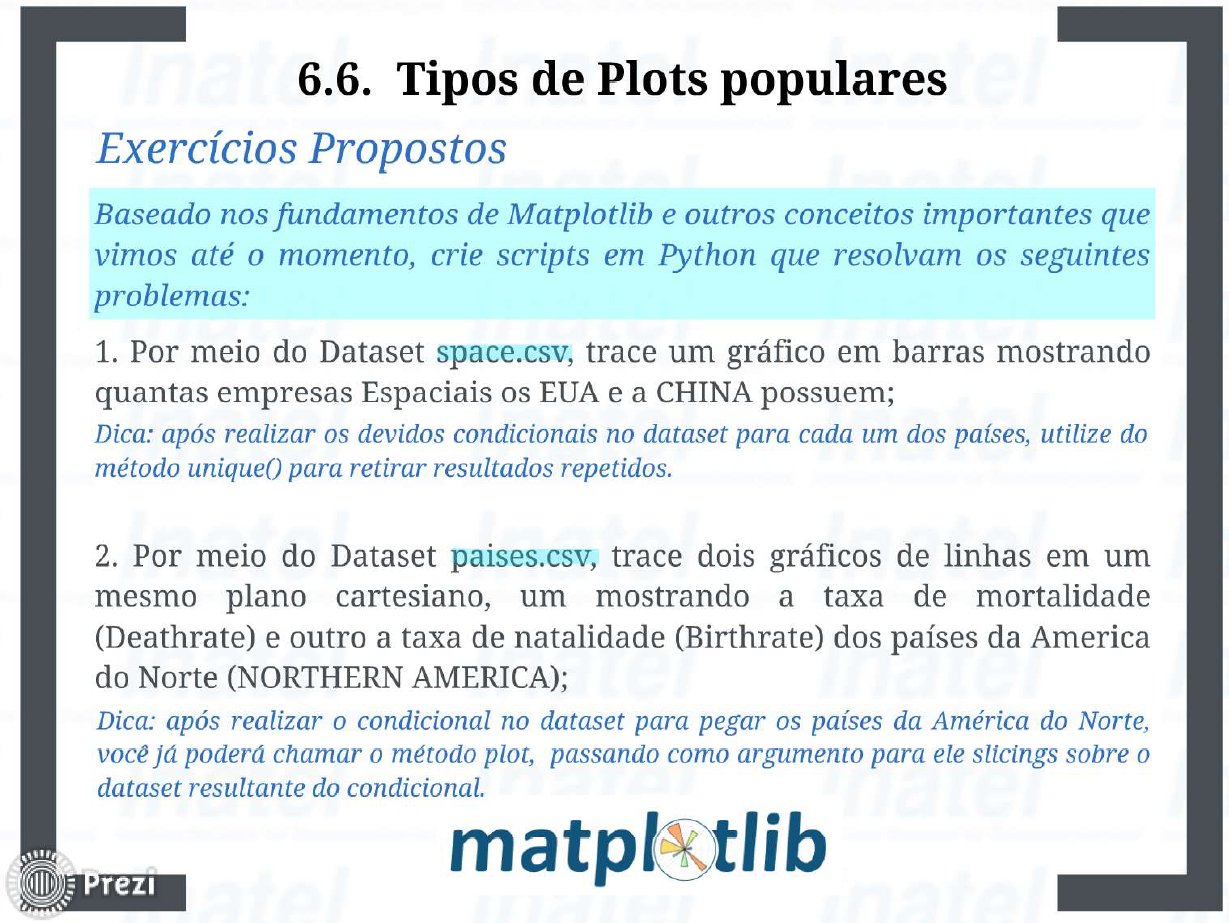 6.6. Tipos de Plots populares
Exercícios Propostos
Baseado nos fundamentos de Matplotlib e outros conceitos importantes que
vimos até o momento, crie scripts em Python que resolvam os seguintes
problemas:
1. Por meio do Dataset space.csv, trace um gráfico em barras mostrando
quantas empresas Espaciais os EUA e a CHINA possuem;
Dica: após realizar os devidos condicionais no dataset para cada um dos países, utilize do
método unique() para retirar resultados repetidos.
2. Por meio do Dataset paises.csv, trace dois gráficos de linhas em um
mesmo plano cartesiano, um mostrando a taxa de mortalidade
(Deathrate) e outro a taxa de natalidade (Birthrate) dos países da America
do Norte (NORTHERN AMERICA);
Dica: após realizar o condicional no dataset para pegar os países da América do Norte,
você já poderá chamar o método plot, passando como argumento para ele slicings sobre o
dataset resultante do condicional.
matplotlib
Prezi
Inatel